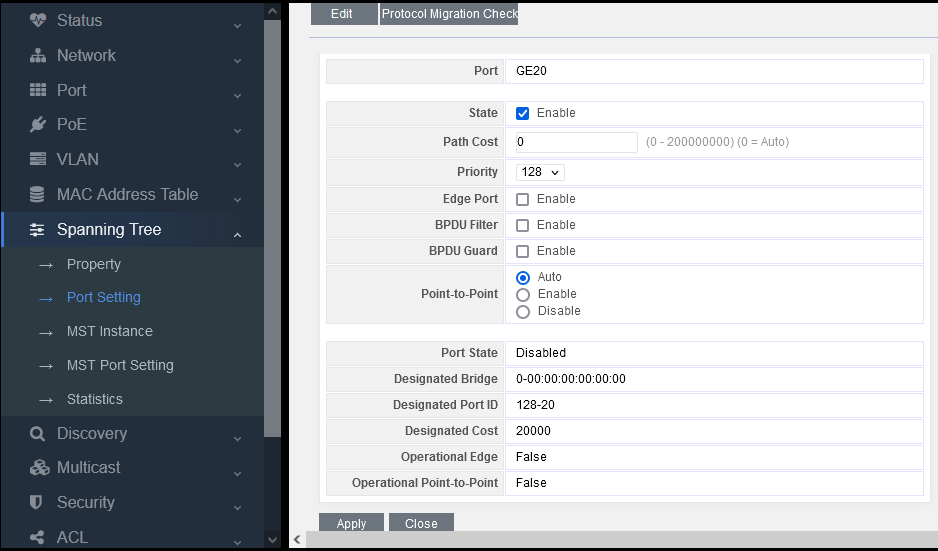 Status
Network
Port
PoE
VLAN
MAC Address Table
Spanning Tree
→ Property
→ Port Setting
→ MST Instance
→ MST Port Setting
→ Statistics
Discovery
Multicast
Security
ACL
Edit Protocol Migration Check
Port GE20
State Enable
Path Cost 0 (0 - 200000000) (0 = Auto)
Priority 128
Edge Port Enable
BPDU Filter Enable
BPDU Guard Enable
Point-to-Point Auto
Enable
Disable
Port State Disabled
Designated Bridge 0-00:00:00:00:00:00
Designated Port ID 128-20
Designated Cost 20000
Operational Edge False
Operational Point-to-Point False
Apply Close